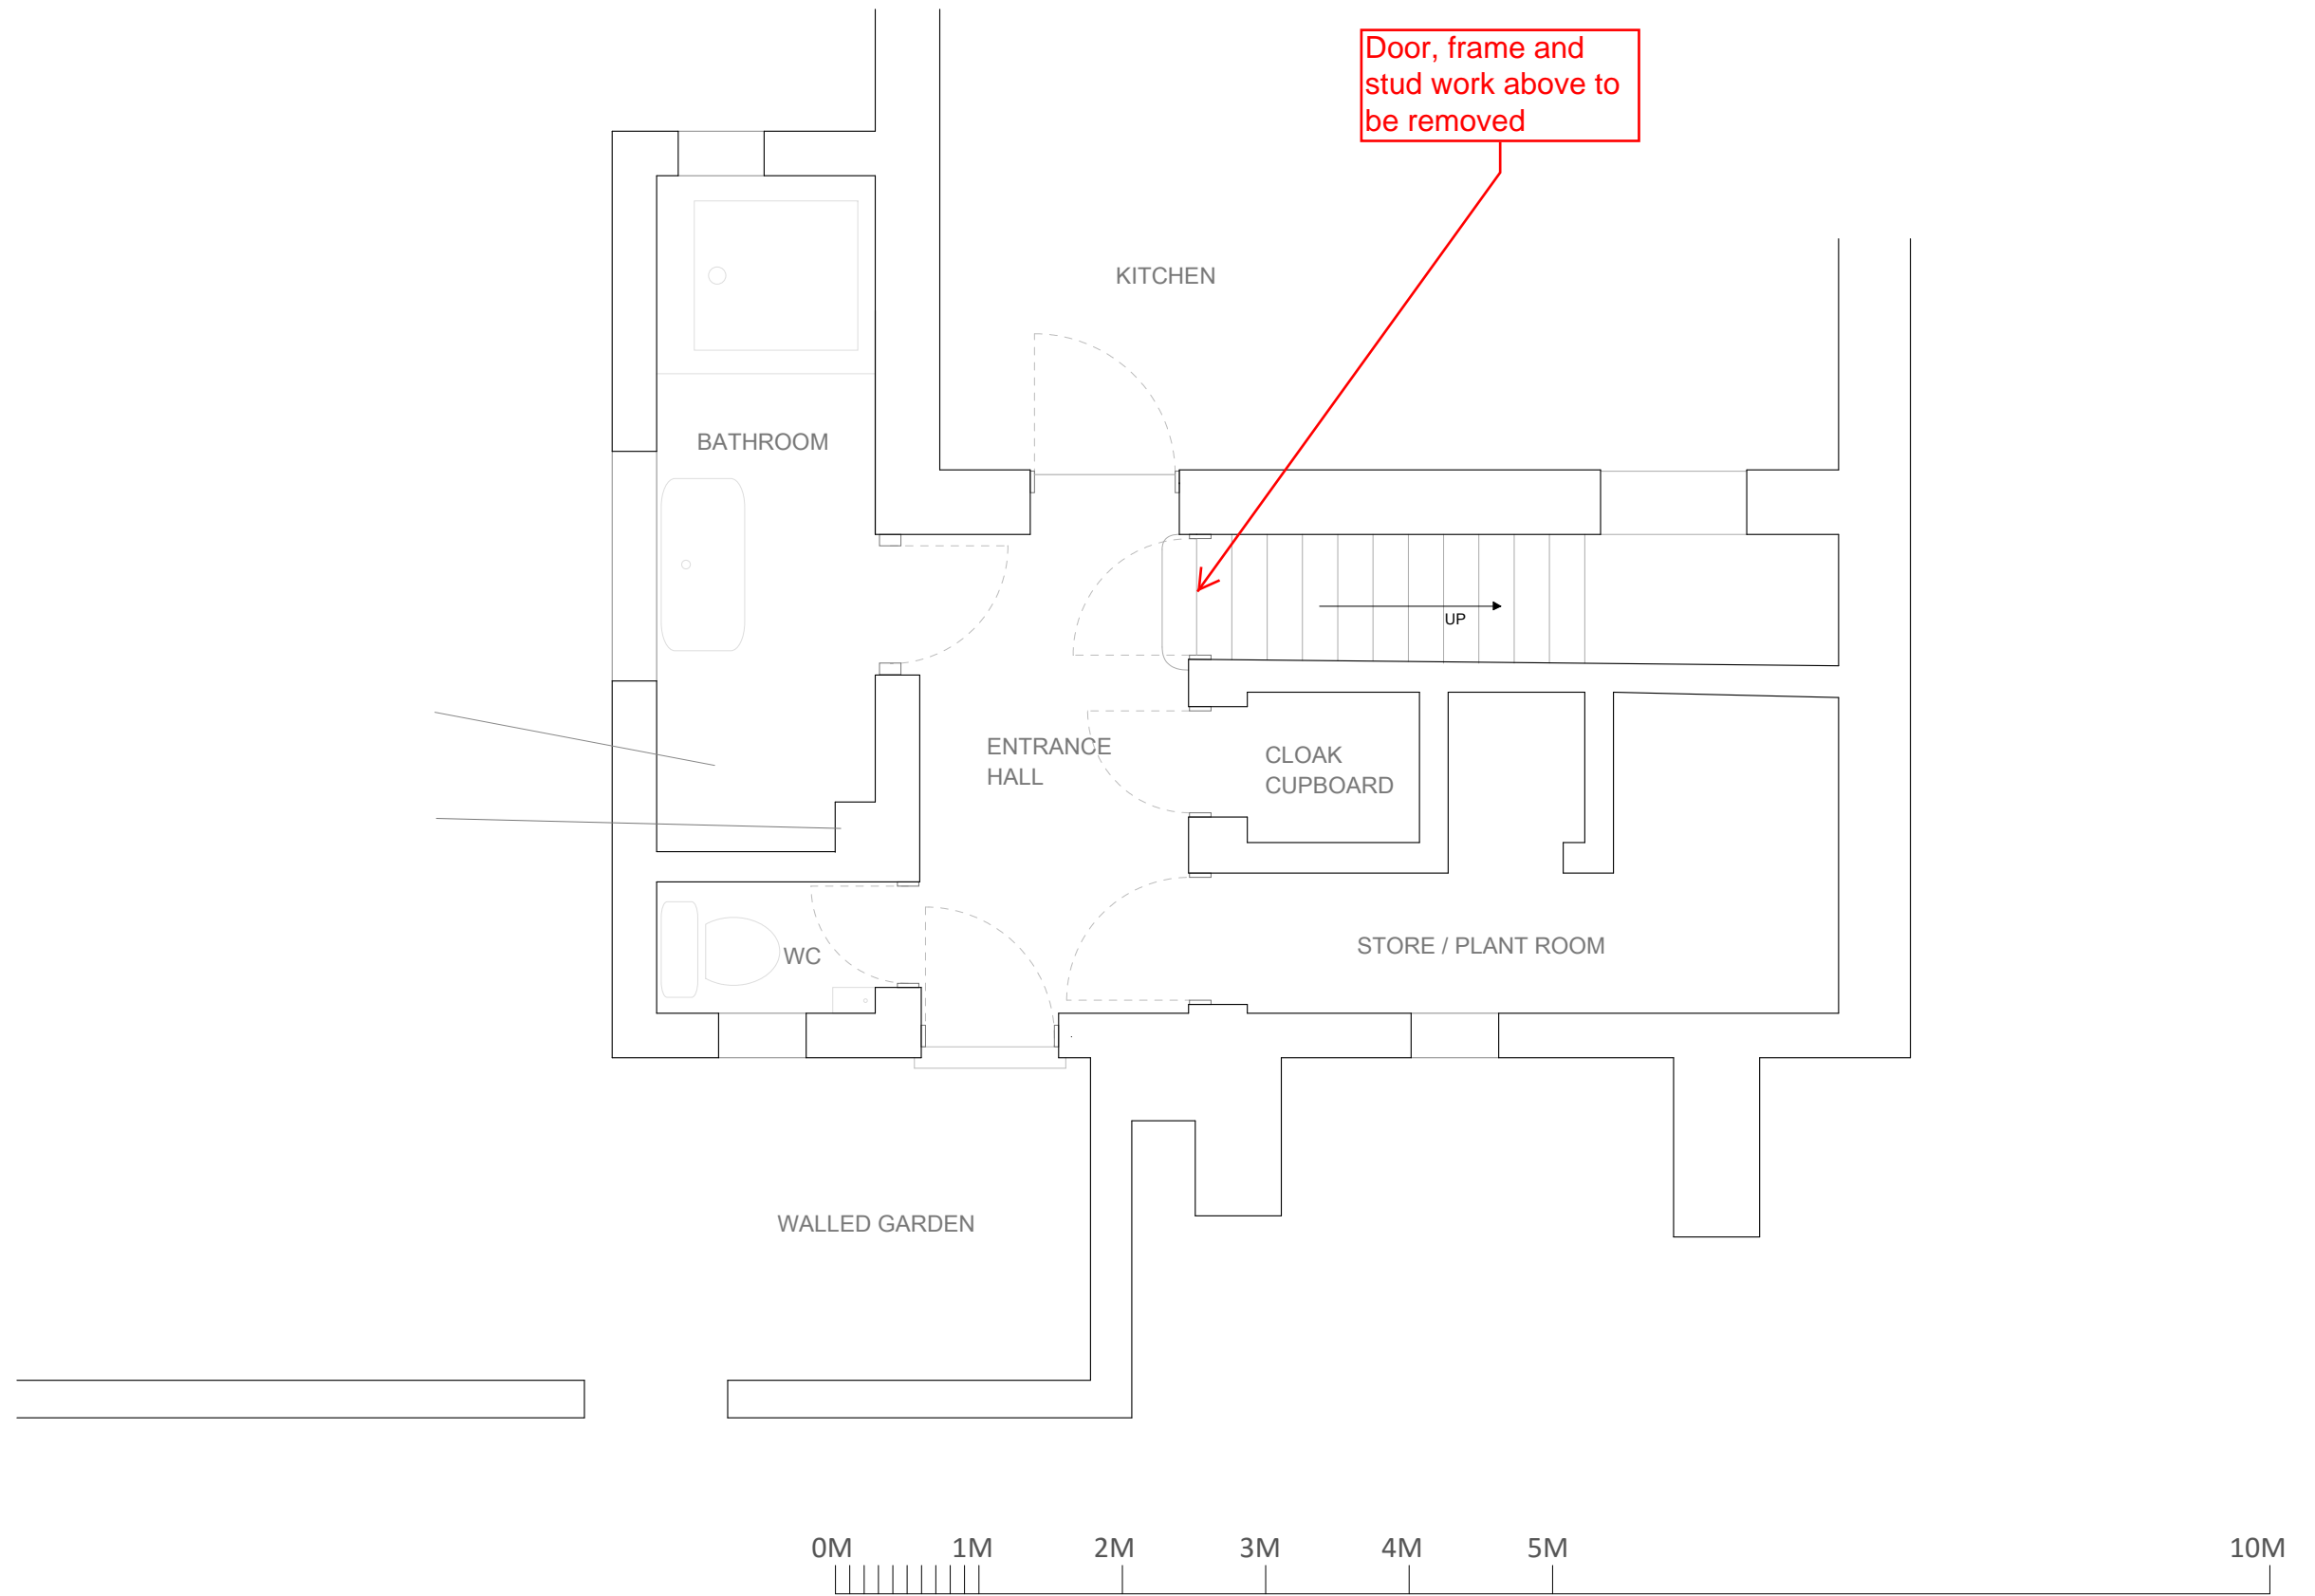 Door, frame and
stud work above to
be removed
KITCHEN
BATHROOM
UP
ENTRANCE
HALL
CLOAK
CUPBOARD
STORE / PLANT ROOM
WC
WALLED GARDEN
0M 1M 2M 3M 4M 5M 10M